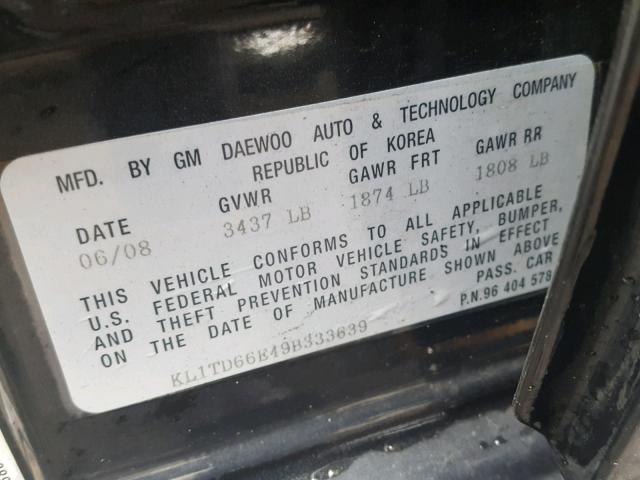 MFD. BY GM DAEWOO AUTO & TECHNOLOGY COMPANY
REPUBLIC OF KOREA
DATE GVWR GAWR FRT GAWR RR
06/08 3437 LB 1874 LB 1808 LB
THIS VEHICLE CONFORMS TO ALL APPLICABLE
U.S. FEDERAL MOTOR VEHICLE SAFETY, BUMPER,
AND THEFT PREVENTION STANDARDS IN EFFECT
ON THE DATE OF MANUFACTURE SHOWN ABOVE
PASS. CAR
KL1TD66E49B333639
P.N.96 404 578